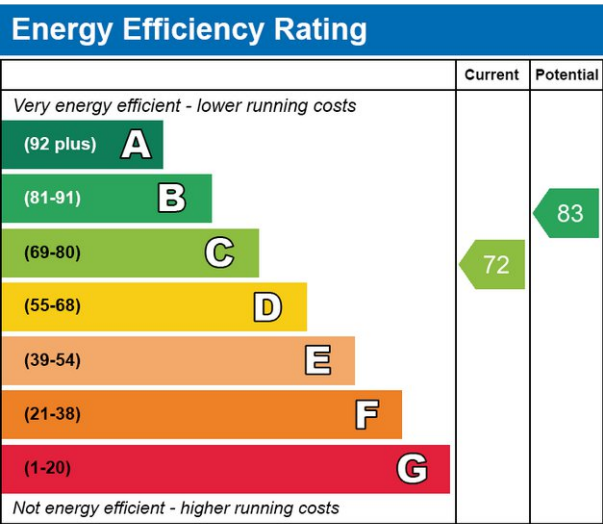 Energy Efficiency Rating
Current Potential
Very energy efficient - lower running costs
(92 plus) A
(81-91) B
83
(69-80) C
72
(55-68) D
(39-54) E
(21-38) F
(1-20) G
Not energy efficient - higher running costs